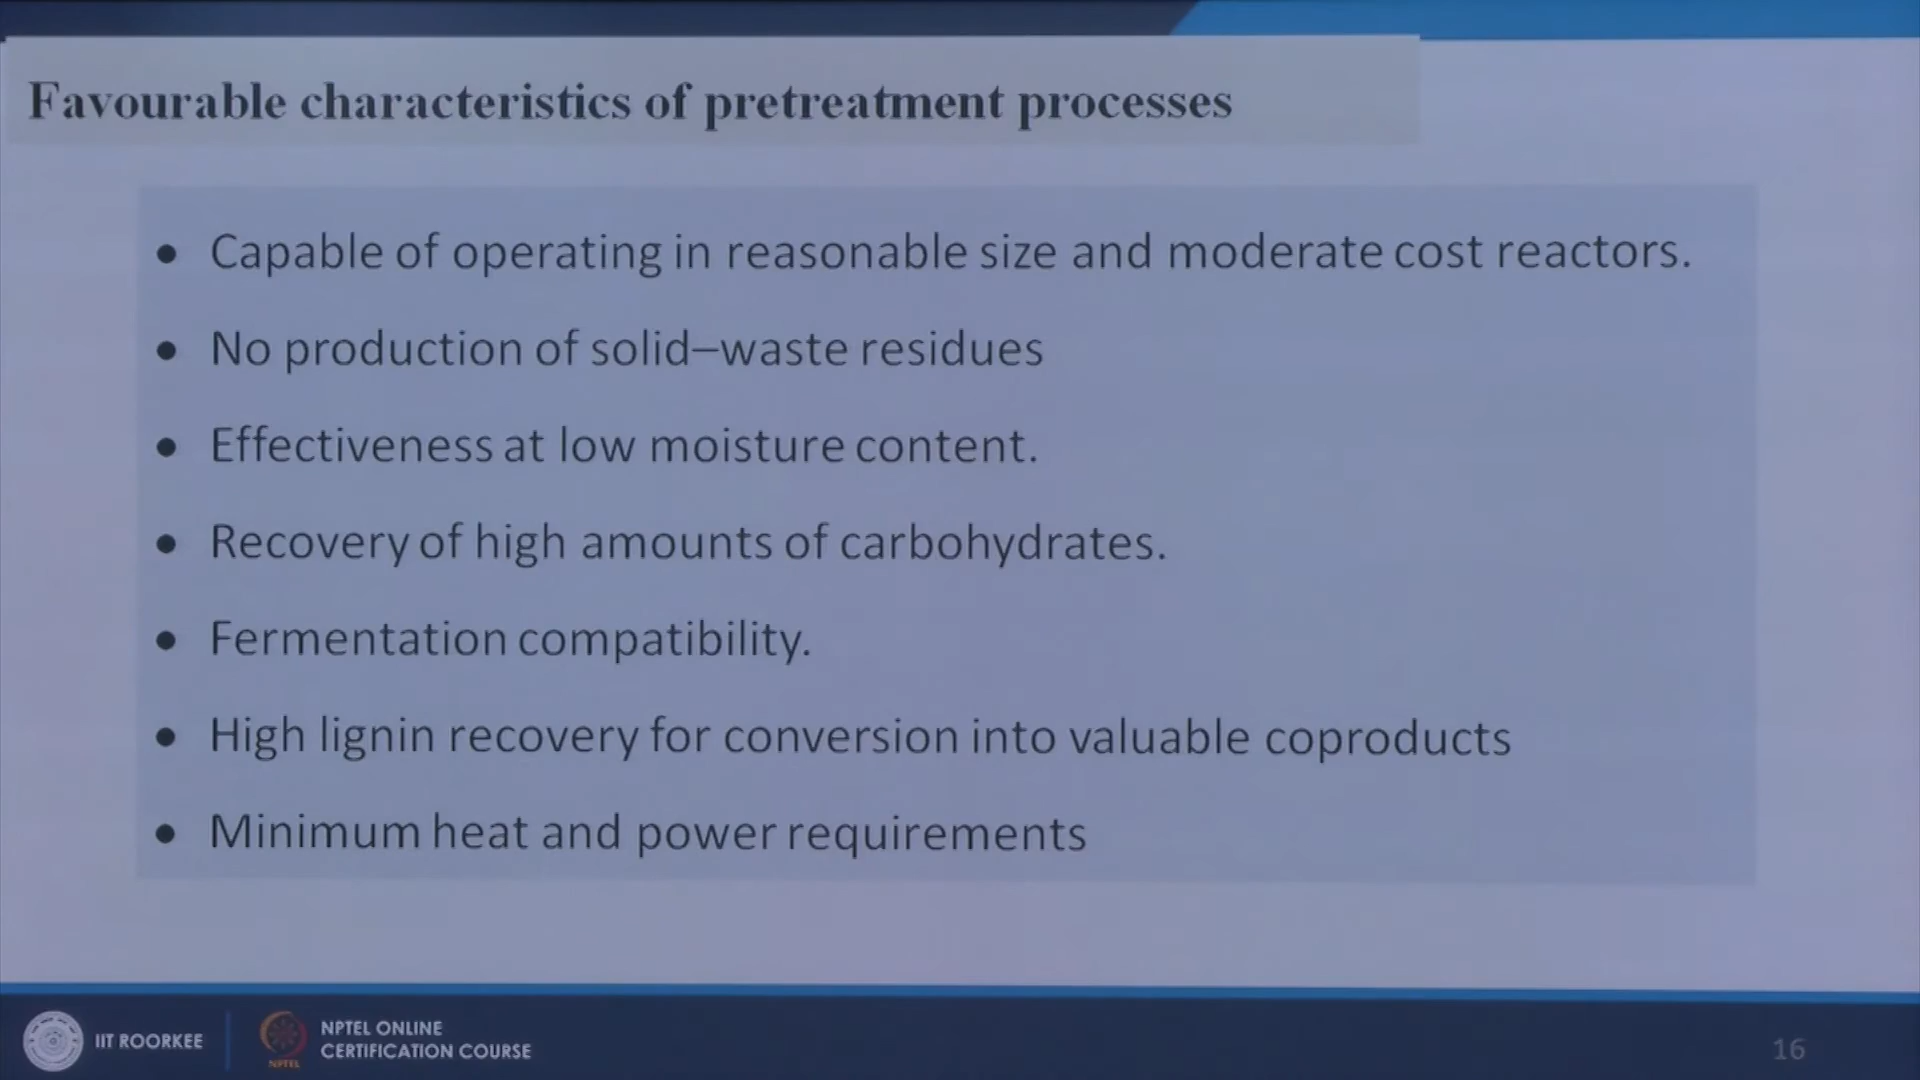 Favourable characteristics of pretreatment processes
• Capable of operating in reasonable size and moderate cost reactors.
• No production of solid–waste residues
• Effectiveness at low moisture content.
• Recovery of high amounts of carbohydrates.
• Fermentation compatibility.
• High lignin recovery for conversion into valuable coproducts
• Minimum heat and power requirements
IIT ROORKEE
NPTEL
NPTEL ONLINE
CERTIFICATION COURSE
16